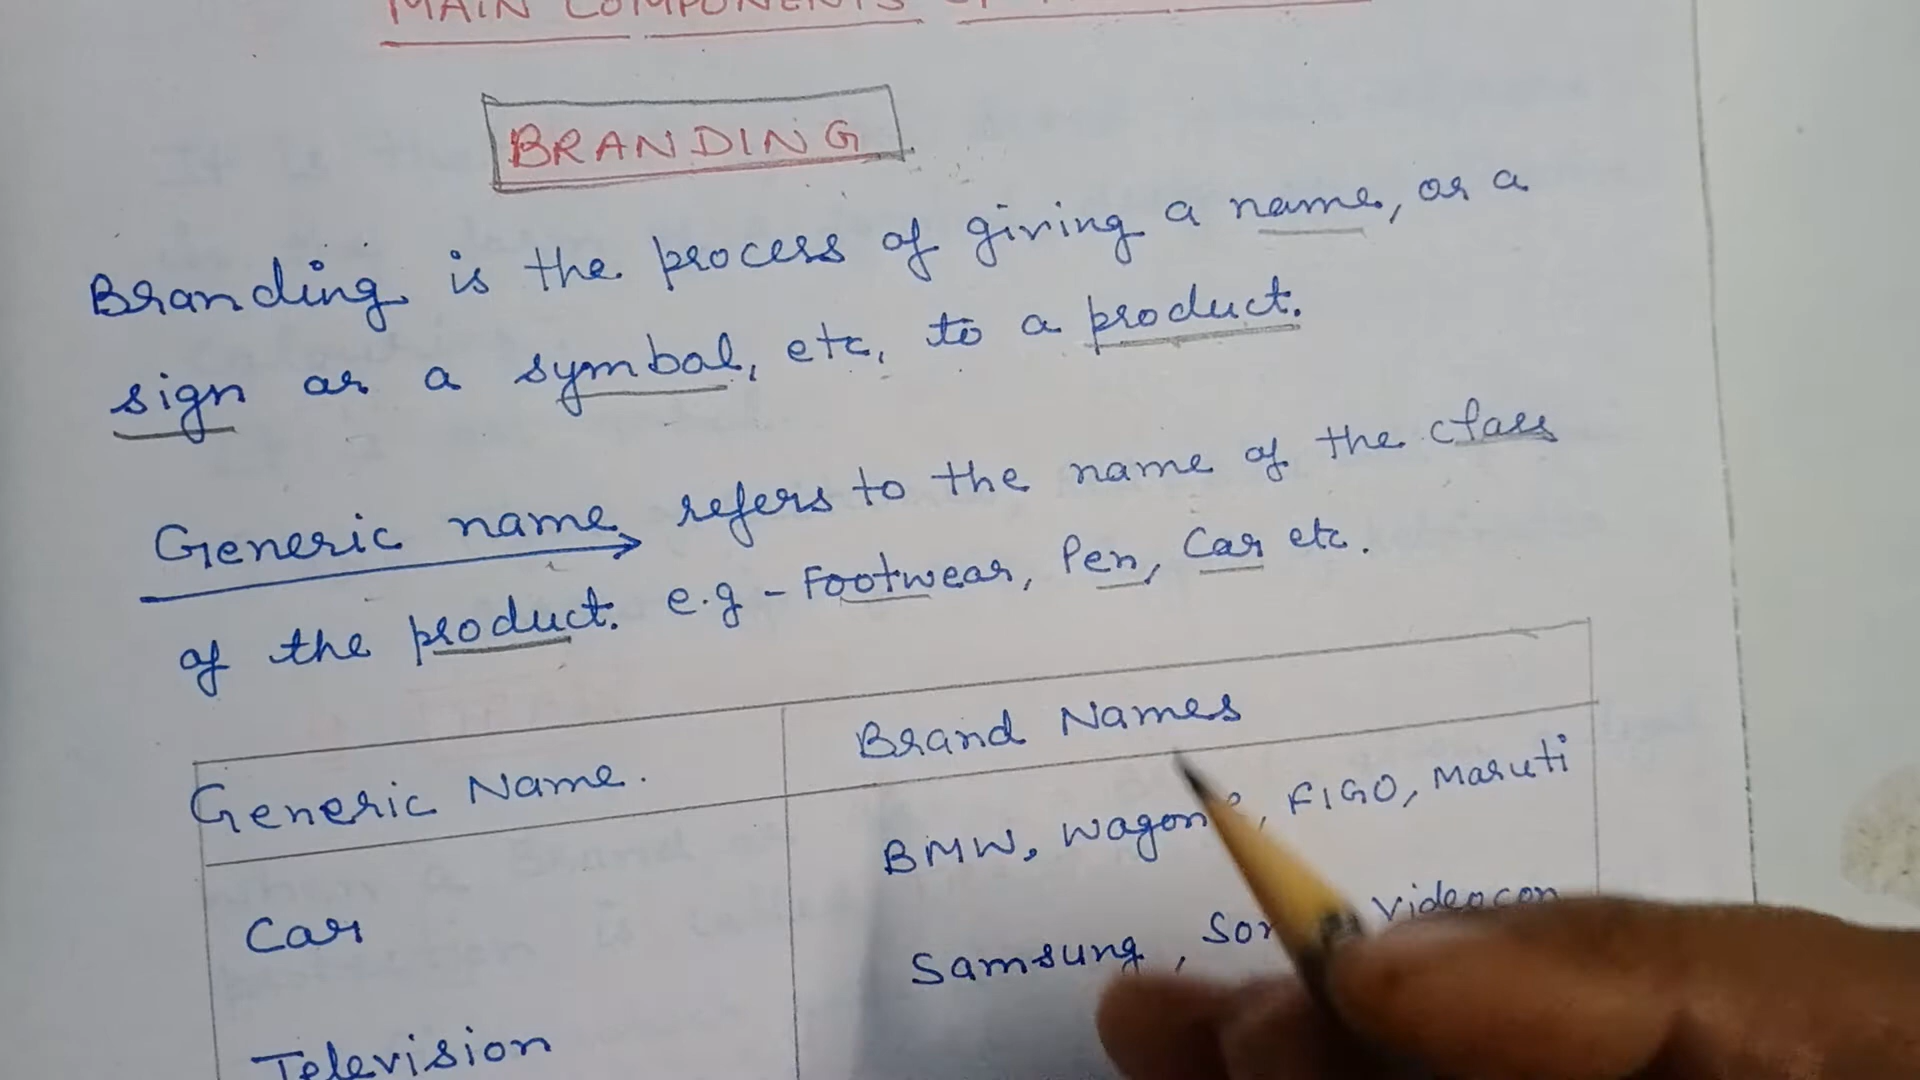 MAIN COMPONENTS
BRANDING
Branding is the process of giving a name, or a
sign or a symbol, etc, to a product.
Generic name refers to the name of the class
of the product. e.g - Footwear, Pen, Car etc.
Generic Name. Brand Names
Car BMW, Wagon, FIGO, Maruti
Television Samsung, Videocon